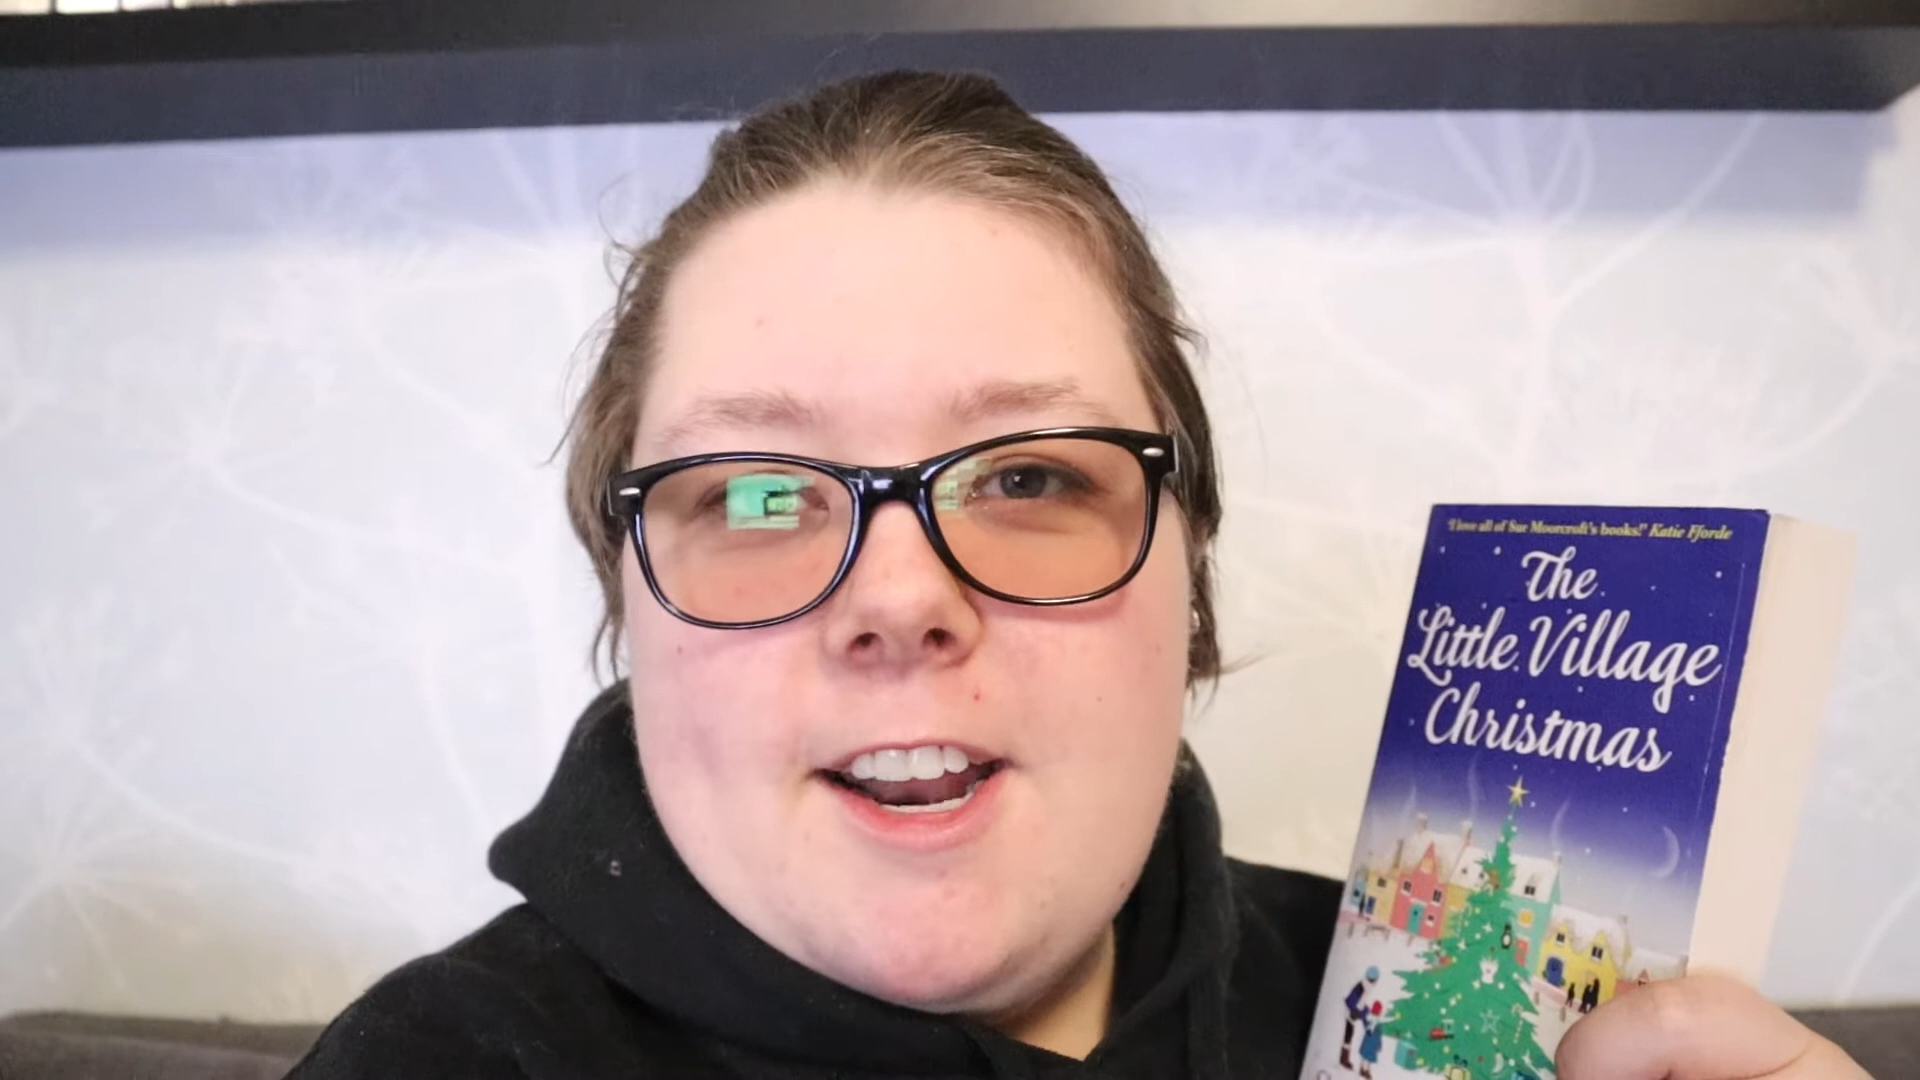 'I love all of Sue Moorcroft's books!' Katie Fforde
The
Little Village
Christmas